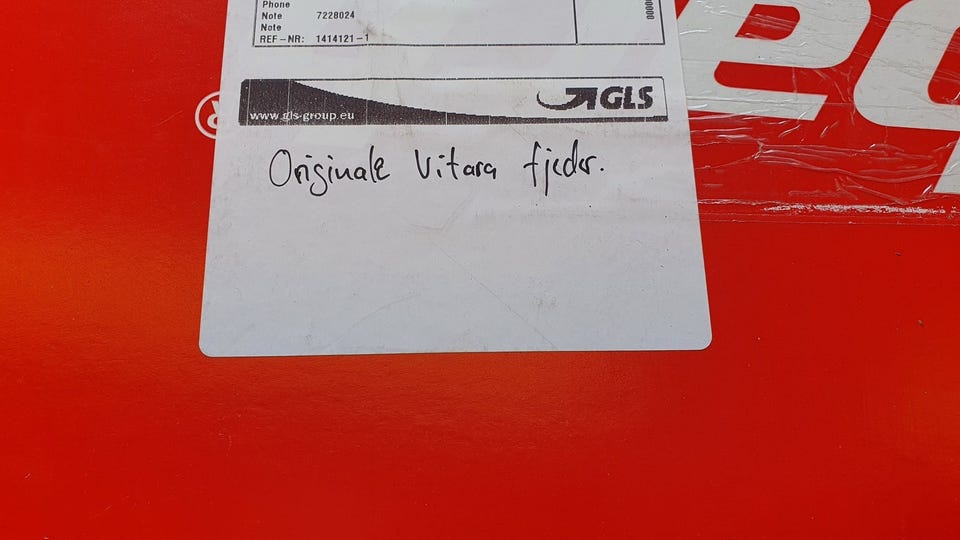 Phone
Note 7228024
Note
REF-NR: 1414121-1
www.gls-group.eu
GLS
Originale Vitara fjeder.